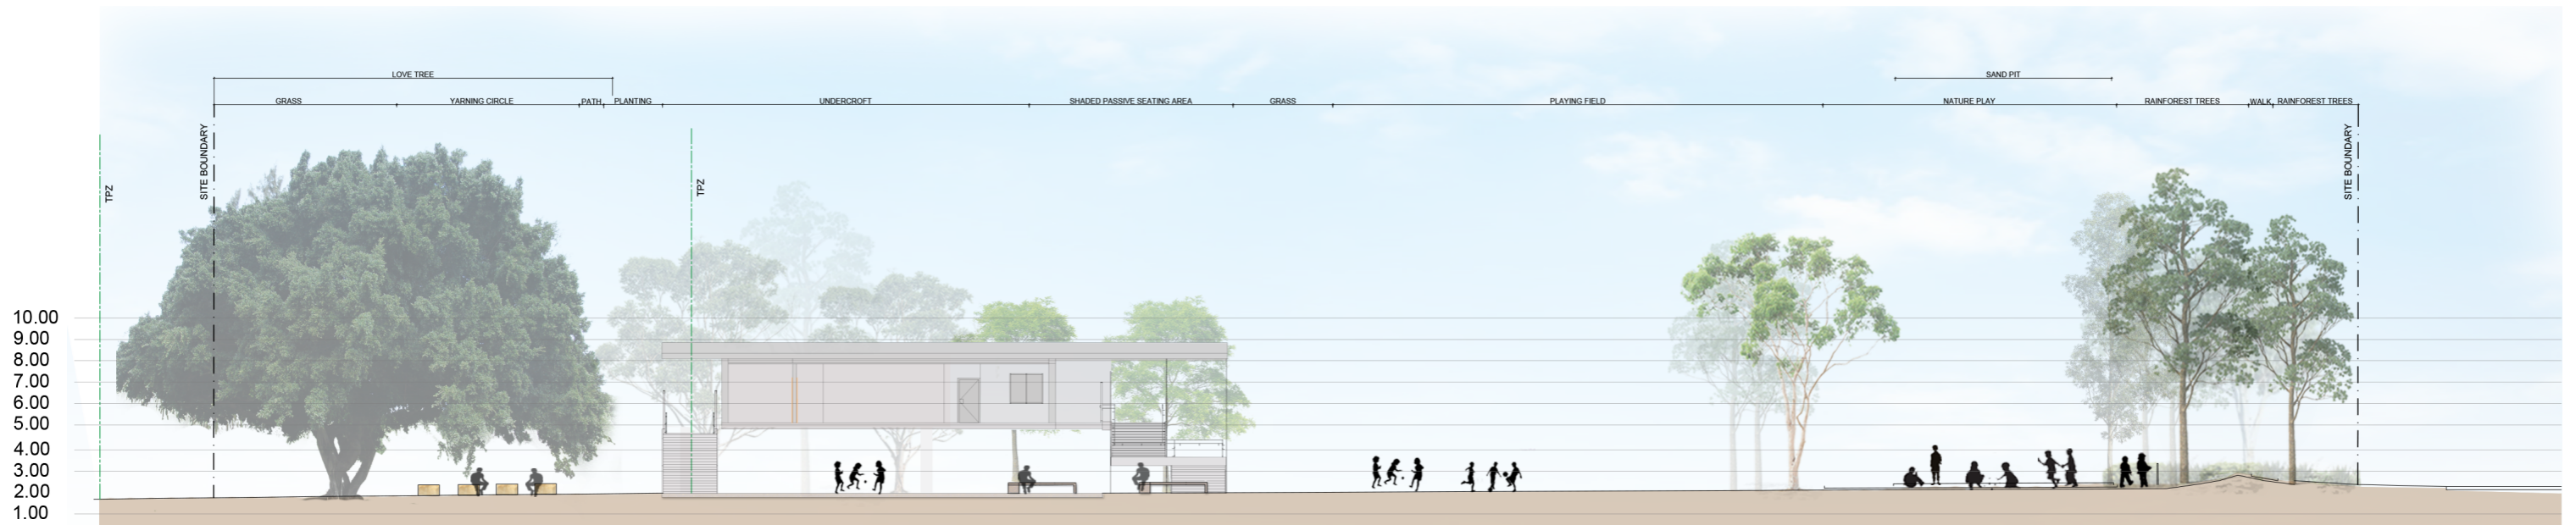 LOVE TREE
SAND PIT
GRASS
YARNING CIRCLE
PATH
PLANTING
UNDERCROFT
SHADED PASSIVE SEATING AREA
GRASS
PLAYING FIELD
NATURE PLAY
RAINFOREST TREES
WALK
RAINFOREST TREES
TPZ
SITE BOUNDARY
TPZ
SITE BOUNDARY
10.00
9.00
8.00
7.00
6.00
5.00
4.00
3.00
2.00
1.00